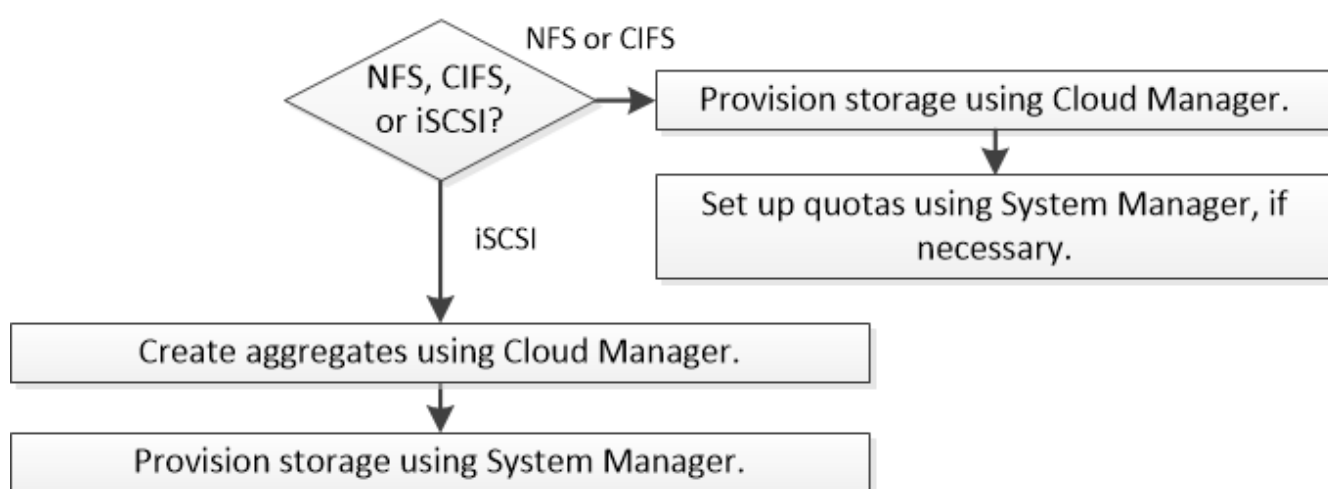 NFS or CIFS
NFS, CIFS,
or iSCSI?
Provision storage using Cloud Manager.
Set up quotas using System Manager, if
necessary.
iSCSI
Create aggregates using Cloud Manager.
Provision storage using System Manager.